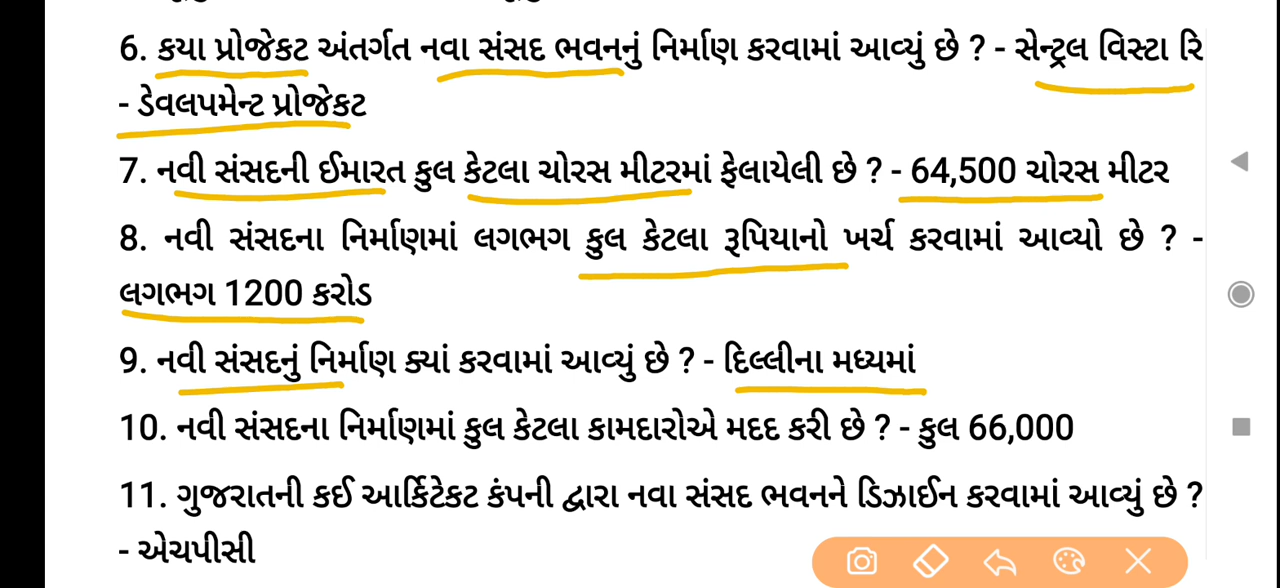 6. કયા પ્રોજેકટ અંતર્ગત નવા સંસદ ભવનનું નિર્માણ કરવામાં આવ્યું છે ? - સેન્ટ્રલ વિસ્ટા રિ
- ડેવલપમેન્ટ પ્રોજેકટ
7. નવી સંસદની ઈમારત કુલ કેટલા ચોરસ મીટરમાં ફેલાયેલી છે ? - 64,500 ચોરસ મીટર
8. નવી સંસદના નિર્માણમાં લગભગ કુલ કેટલા રૂપિયાનો ખર્ચ કરવામાં આવ્યો છે ? -
લગભગ 1200 કરોડ
9. નવી સંસદનું નિર્માણ ક્યાં કરવામાં આવ્યું છે ? - દિલ્લીના મધ્યમાં
10. નવી સંસદના નિર્માણમાં કુલ કેટલા કામદારોએ મદદ કરી છે ? - કુલ 66,000
11. ગુજરાતની કઈ આર્કિટેકટ કંપની દ્વારા નવા સંસદ ભવનને ડિઝાઈન કરવામાં આવ્યું છે ?
- એચપીસી